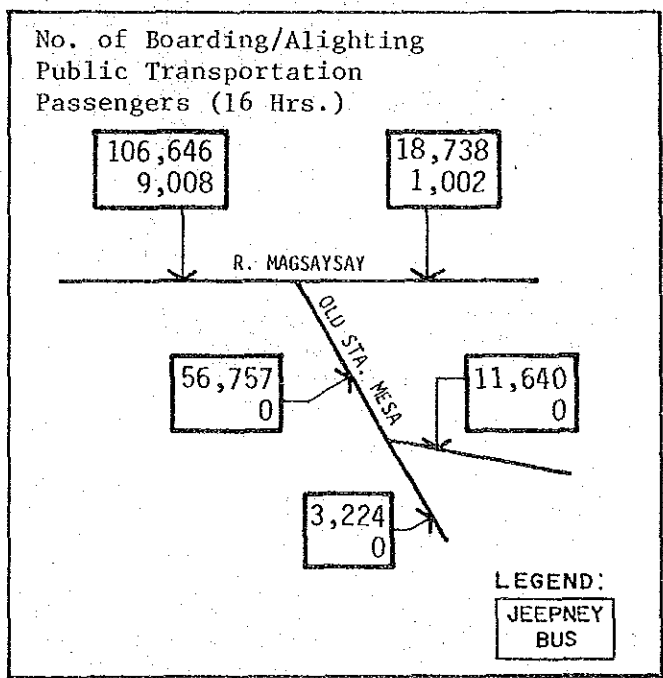 No. of Boarding/Alighting
Public Transportation
Passengers (16 Hrs.)
106,646
9,008
18,738
1,002
R. MAGSAYSAY
OLD STA. MESA
56,757
0
11,640
0
3,224
0
LEGEND:
JEEPNEY
BUS